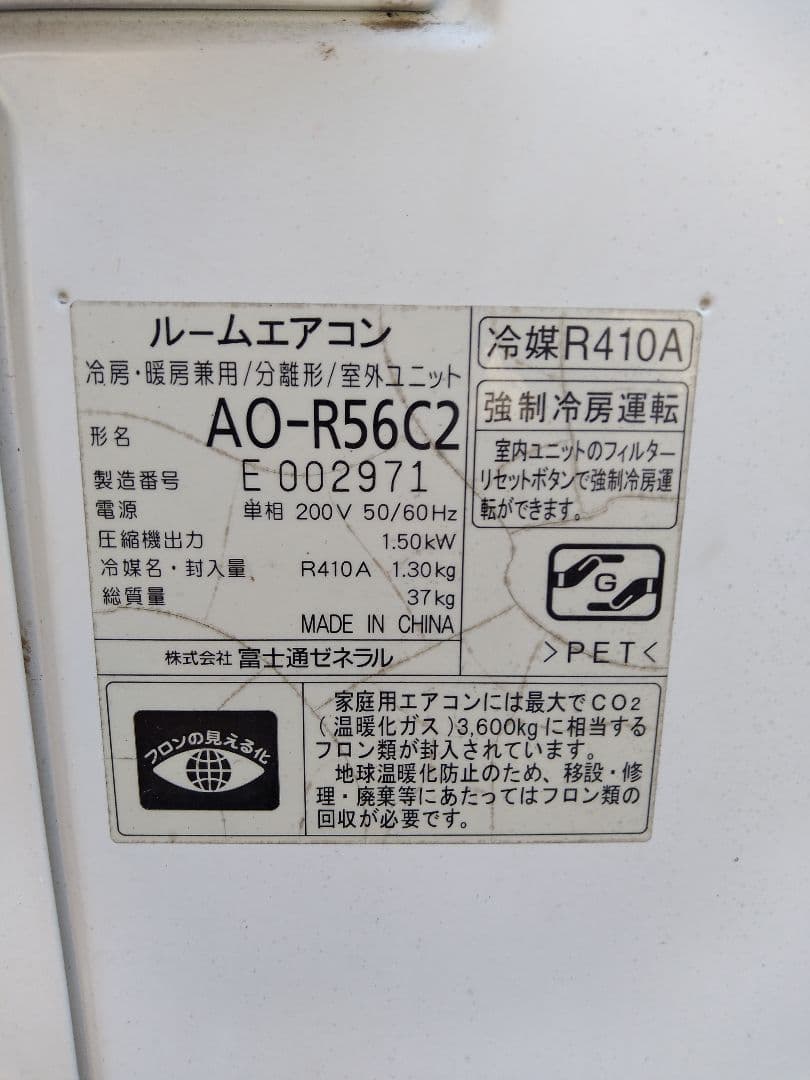 ルームエアコン
冷房・暖房兼用/分離形/室外ユニット
形名 AO-R56C2
製造番号 E 002971
電源 単相 200V 50/60Hz
圧縮機出力 1.50kW
冷媒名・封入量 R410A 1.30kg
総質量 37kg
MADE IN CHINA
株式会社 富士通ゼネラル
冷媒R410A
強制冷房運転
室内ユニットのフィルター
リセットボタンで強制冷房運
転ができます。
G
>PET<
フロンの見える化
家庭用エアコンには最大でCO2
(温暖化ガス)3,600kgに相当する
フロン類が封入されています。
地球温暖化防止のため、移設・修
理・廃棄等にあたってはフロン類の
回収が必要です。